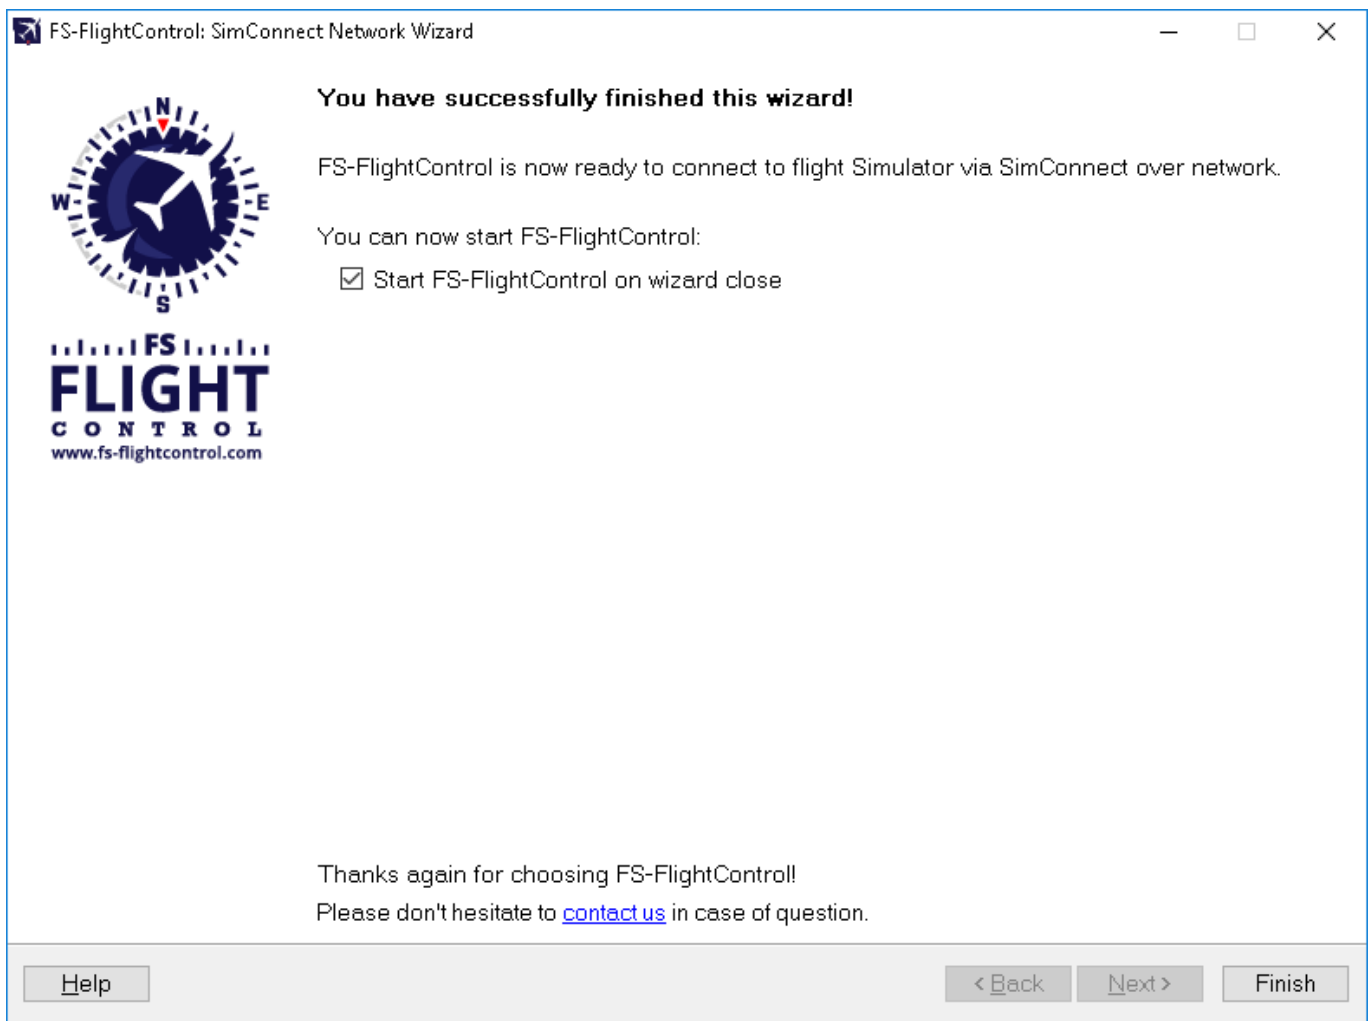 FS-FlightControl: SimConnect Network Wizard
N
W
E
S
FS
FLIGHT
CONTROL
www.fs-flightcontrol.com
You have successfully finished this wizard!
FS-FlightControl is now ready to connect to flight Simulator via SimConnect over network.
You can now start FS-FlightControl:
Start FS-FlightControl on wizard close
Thanks again for choosing FS-FlightControl!
Please don't hesitate to contact us in case of question.
Help
< Back
Next >
Finish